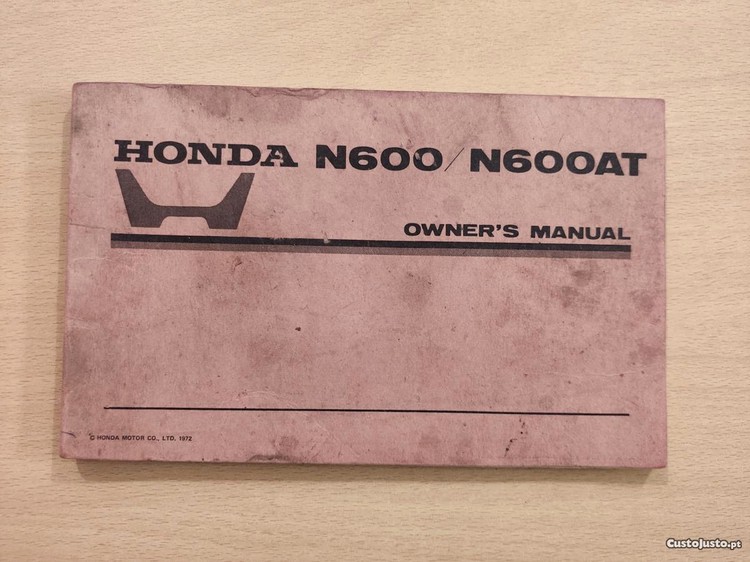 HONDA N600/N600AT
OWNER'S MANUAL
© HONDA MOTOR CO., LTD. 1972
CustoJusto.pt